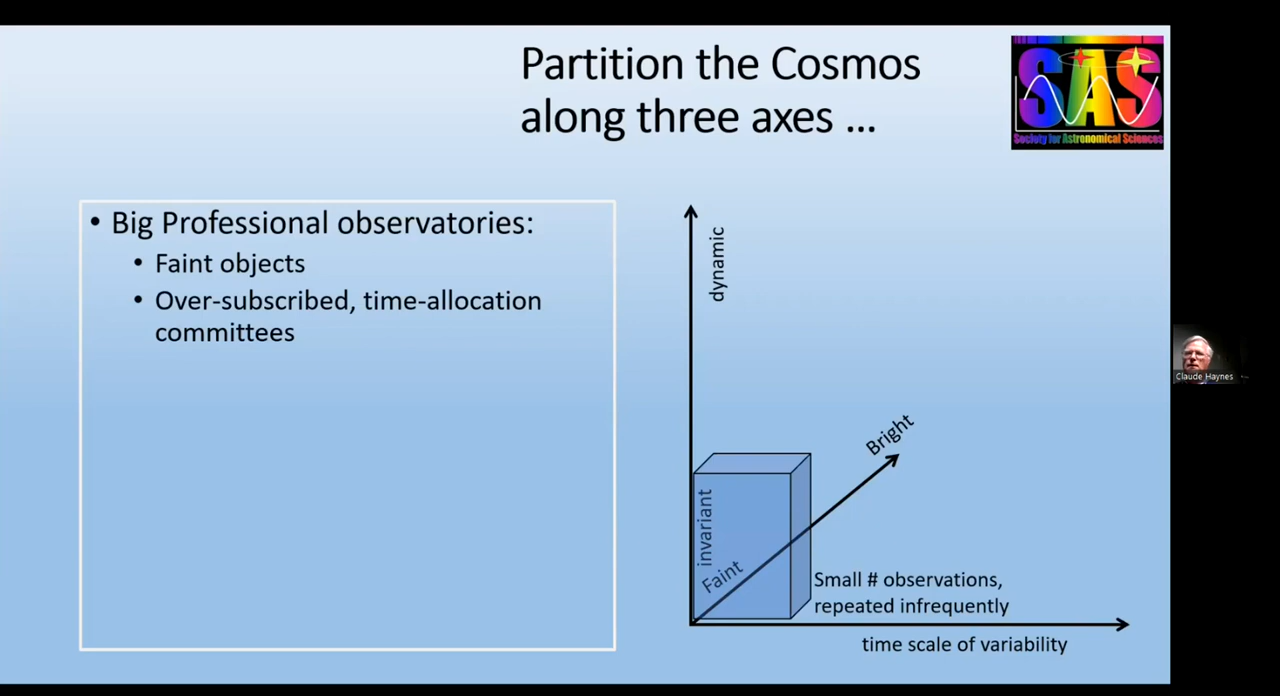 Partition the Cosmos
along three axes ...
SAS
Society for Astronomical Sciences
• Big Professional observatories:
• Faint objects
• Over-subscribed, time-allocation
committees
dynamic
Bright
invariant
Faint
Small # observations,
repeated infrequently
time scale of variability
Claude Haynes